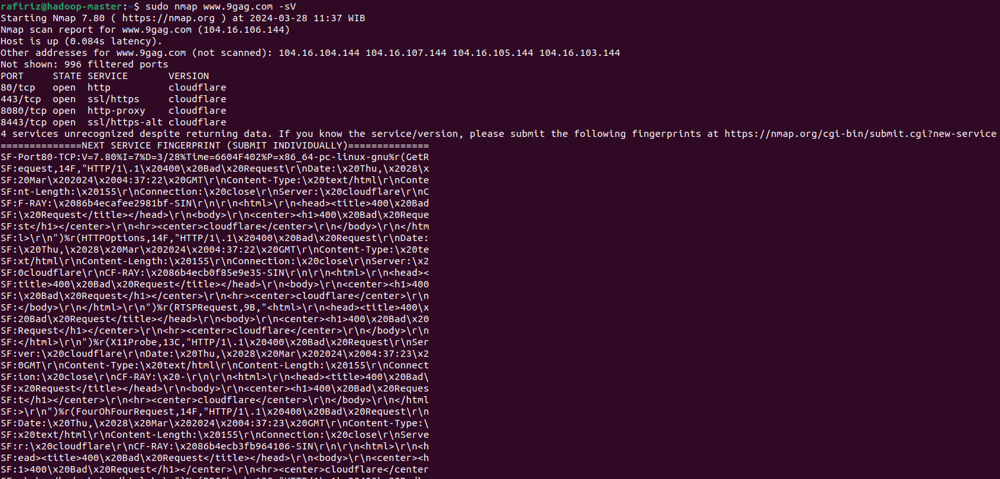 rafiriz@hadoop-master:~$ sudo nmap www.9gag.com -sV
Starting Nmap 7.80 ( https://nmap.org ) at 2024-03-28 11:37 WIB
Nmap scan report for www.9gag.com (104.16.106.144)
Host is up (0.084s latency).
Other addresses for www.9gag.com (not scanned): 104.16.104.144 104.16.107.144 104.16.105.144 104.16.103.144
Not shown: 996 filtered ports
PORT     STATE SERVICE       VERSION
80/tcp   open  http          cloudflare
443/tcp  open  ssl/https     cloudflare
8080/tcp open  http-proxy    cloudflare
8443/tcp open  ssl/https-alt cloudflare
4 services unrecognized despite returning data. If you know the service/version, please submit the following fingerprints at https://nmap.org/cgi-bin/submit.cgi?new-service
==============NEXT SERVICE FINGERPRINT (SUBMIT INDIVIDUALLY)==============
SF-Port80-TCP:V=7.80%I=7%D=3/28%Time=6604F402%P=x86_64-pc-linux-gnu%r(GetR
SF:equest,14F,"HTTP/1\.1\x20400\x20Bad\x20Request\r\nDate:\x20Thu,\x2028\x
SF:20Mar\x202024\x2004:37:22\x20GMT\r\nContent-Type:\x20text/html\r\nConte
SF:nt-Length:\x20155\r\nConnection:\x20close\r\nServer:\x20cloudflare\r\nC
SF:F-RAY:\x2086b4ecafee2981bf-SIN\r\n\r\n<html>\r\n<head><title>400\x20Bad
SF:\x20Request</title></head>\r\n<body>\r\n<center><h1>400\x20Bad\x20Reque
SF:st</h1></center>\r\n<hr><center>cloudflare</center>\r\n</body>\r\n</htm
SF:l>\r\n")%r(HTTPOptions,14F,"HTTP/1\.1\x20400\x20Bad\x20Request\r\nDate:
SF:\x20Thu,\x2028\x20Mar\x202024\x2004:37:22\x20GMT\r\nContent-Type:\x20te
SF:xt/html\r\nContent-Length:\x20155\r\nConnection:\x20close\r\nServer:\x2
SF:0cloudflare\r\nCF-RAY:\x2086b4ecb0f85e9e35-SIN\r\n\r\n<html>\r\n<head><
SF:title>400\x20Bad\x20Request</title></head>\r\n<body>\r\n<center><h1>400
SF:\x20Bad\x20Request</h1></center>\r\n<hr><center>cloudflare</center>\r\n
SF:</body>\r\n</html>\r\n")%r(RTSPRequest,9B,"<html>\r\n<head><title>400\x
SF:20Bad\x20Request</title></head>\r\n<body>\r\n<center><h1>400\x20Bad\x20
SF:Request</h1></center>\r\n<hr><center>cloudflare</center>\r\n</body>\r\n
SF:</html>\r\n")%r(X11Probe,13C,"HTTP/1\.1\x20400\x20Bad\x20Request\r\nSer
SF:ver:\x20cloudflare\r\nDate:\x20Thu,\x2028\x20Mar\x202024\x2004:37:23\x2
SF:0GMT\r\nContent-Type:\x20text/html\r\nContent-Length:\x20155\r\nConnect
SF:ion:\x20close\r\nCF-RAY:\x20-\r\n\r\n<html>\r\n<head><title>400\x20Bad\
SF:x20Request</title></head>\r\n<body>\r\n<center><h1>400\x20Bad\x20Reques
SF:t</h1></center>\r\n<hr><center>cloudflare</center>\r\n</body>\r\n</html
SF:>\r\n")%r(FourOhFourRequest,14F,"HTTP/1\.1\x20400\x20Bad\x20Request\r\n
SF:Date:\x20Thu,\x2028\x20Mar\x202024\x2004:37:23\x20GMT\r\nContent-Type:\
SF:x20text/html\r\nContent-Length:\x20155\r\nConnection:\x20close\r\nServe
SF:r:\x20cloudflare\r\nCF-RAY:\x2086b4ecb3fb964106-SIN\r\n\r\n<html>\r\n<h
SF:ead><title>400\x20Bad\x20Request</title></head>\r\n<body>\r\n<center><h
SF:1>400\x20Bad\x20Request</h1></center>\r\n<hr><center>cloudflare</center